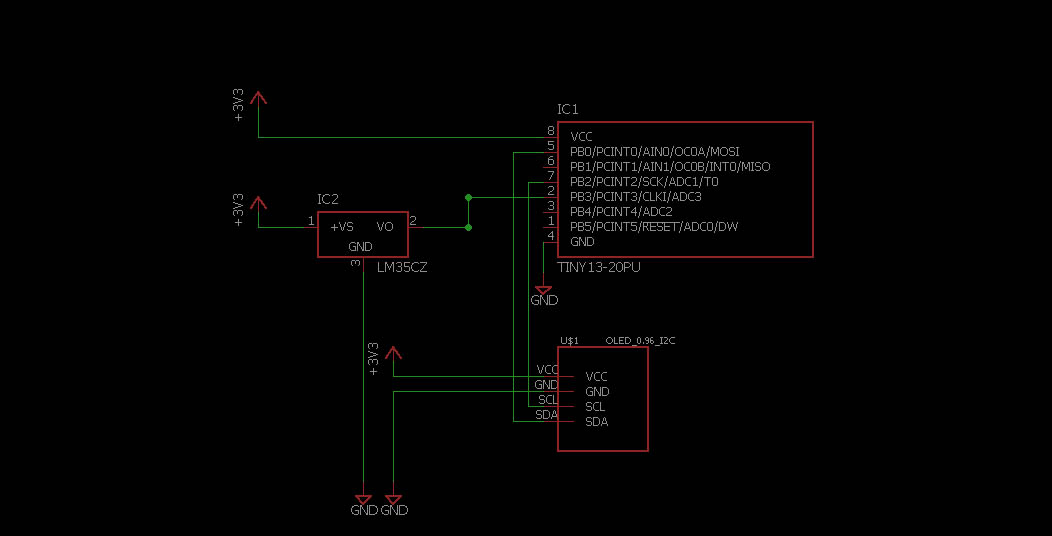 +3V3
IC1
8 VCC
5 PB0/PCINT0/AIN0/OC0A/MOSI
6 PB1/PCINT1/AIN1/OC0B/INT0/MISO
7 PB2/PCINT2/SCK/ADC1/T0
2 PB3/PCINT3/CLKI/ADC3
3 PB4/PCINT4/ADC2
1 PB5/PCINT5/RESET/ADC0/DW
4 GND
TINY13-20PU
GND
+3V3
IC2
1 +VS VO 2
GND
3
LM35CZ
U$1 OLED_0.96_I2C
+3V3
VCC VCC
GND GND
SCL SCL
SDA SDA
GND GND